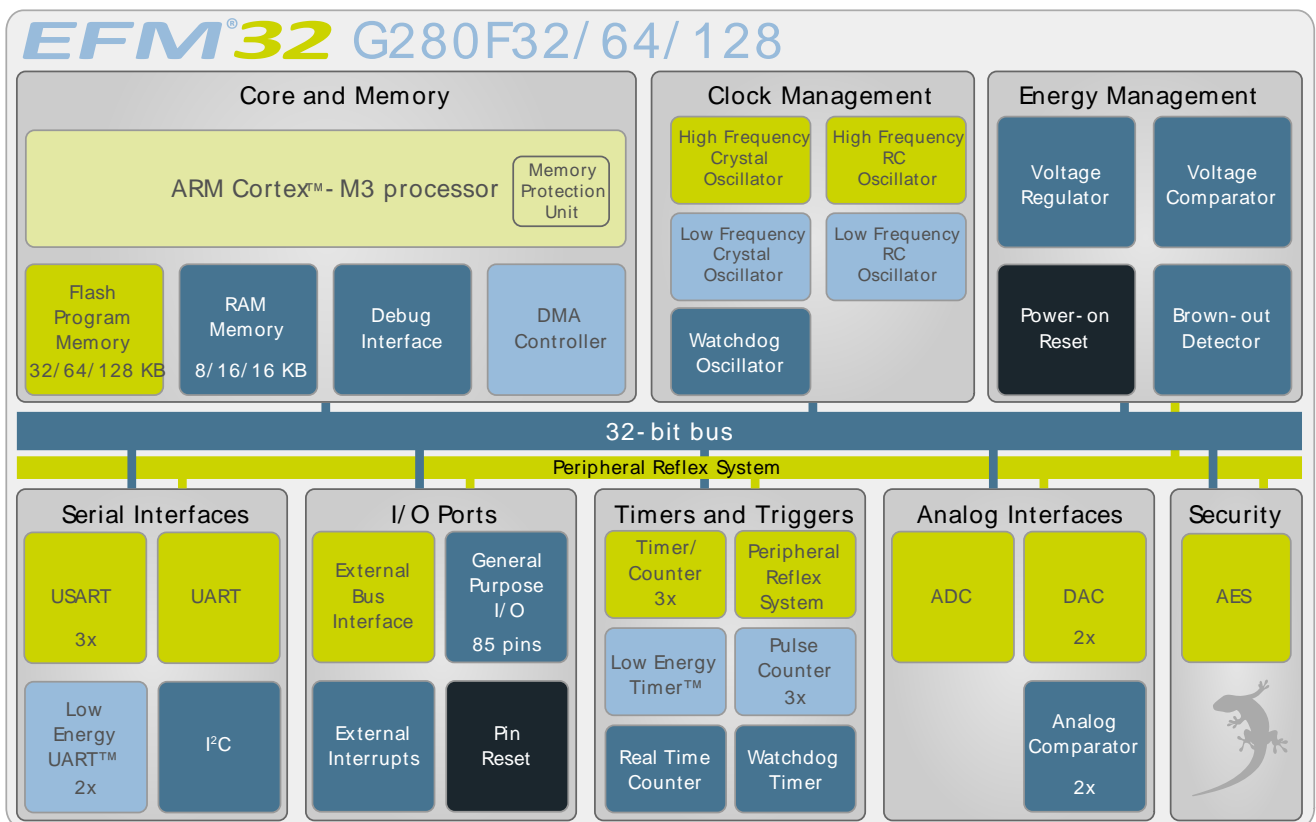 EFM®32 G280F32/64/128
Core and Memory
ARM Cortex™-M3 processor
Memory
Protection
Unit
Flash
Program
Memory
32/64/128 KB
RAM
Memory
8/16/16 KB
Debug
Interface
DMA
Controller
Clock Management
High Frequency
Crystal
Oscillator
High Frequency
RC
Oscillator
Low Frequency
Crystal
Oscillator
Low Frequency
RC
Oscillator
Watchdog
Oscillator
Energy Management
Voltage
Regulator
Voltage
Comparator
Power-on
Reset
Brown-out
Detector
32-bit bus
Peripheral Reflex System
Serial Interfaces
USART
3x
UART
Low
Energy
UART™
2x
I²C
I/O Ports
External
Bus
Interface
General
Purpose
I/O
85 pins
External
Interrupts
Pin
Reset
Timers and Triggers
Timer/
Counter
3x
Peripheral
Reflex
System
Low Energy
Timer™
Pulse
Counter
3x
Real Time
Counter
Watchdog
Timer
Analog Interfaces
ADC
DAC
2x
Analog
Comparator
2x
Security
AES